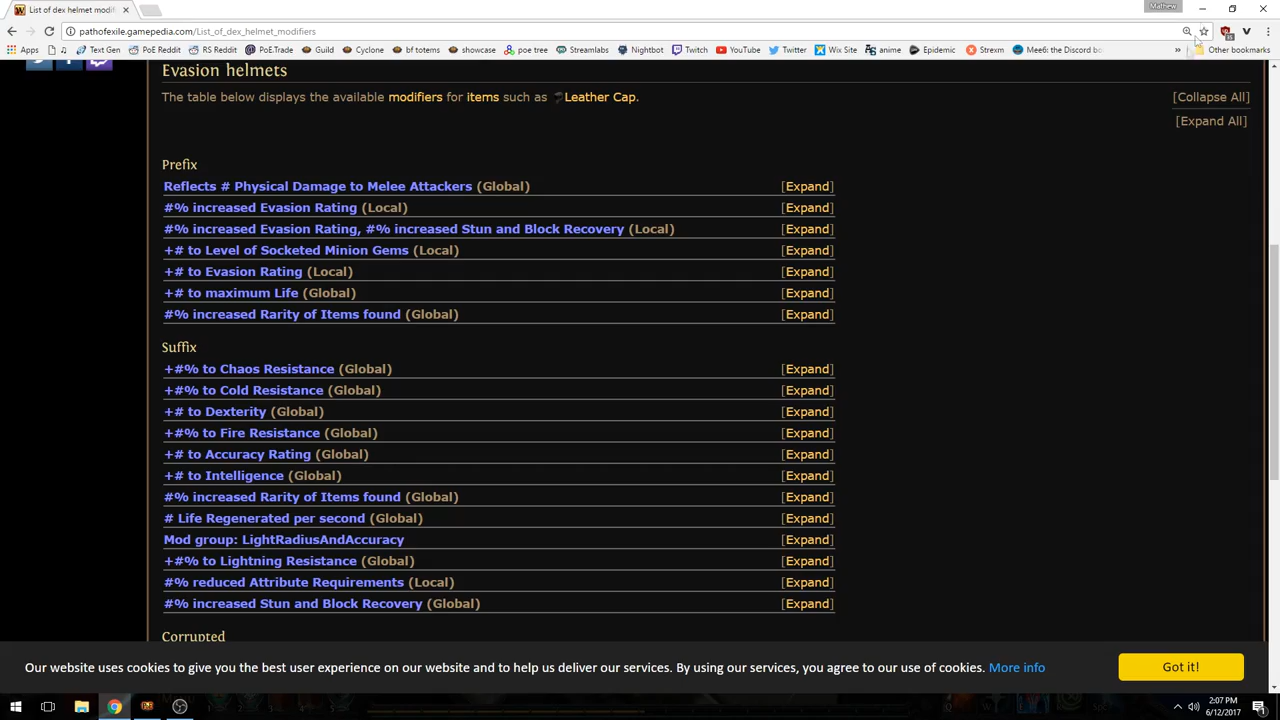 List of dex helmet modifi
Mathew
pathofexile.gamepedia.com/List_of_dex_helmet_modifiers
Apps
Text Gen
PoE Reddit
RS Reddit
PoE.Trade
Guild
Cyclone
bf totems
showcase
Free tree
Streamlabs
Nightbot
Twitch
YouTube
Twitter
Wix Site
anime
Epidemic
Strexm
Mee6: the Discord bo
Other bookmarks
Evasion helmets
The table below displays the available modifiers for items such as Leather Cap.
[Collapse All]
[Expand All]
Prefix
Reflects # Physical Damage to Melee Attackers (Global) [Expand]
#% increased Evasion Rating (Local) [Expand]
#% increased Evasion Rating, #% increased Stun and Block Recovery (Local) [Expand]
+# to Level of Socketed Minion Gems (Local) [Expand]
+# to Evasion Rating (Local) [Expand]
+# to maximum Life (Global) [Expand]
#% increased Rarity of Items found (Global) [Expand]
Suffix
+#% to Chaos Resistance (Global) [Expand]
+#% to Cold Resistance (Global) [Expand]
+# to Dexterity (Global) [Expand]
+#% to Fire Resistance (Global) [Expand]
+# to Accuracy Rating (Global) [Expand]
+# to Intelligence (Global) [Expand]
#% increased Rarity of Items found (Global) [Expand]
# Life Regenerated per second (Global) [Expand]
Mod group: LightRadiusAndAccuracy [Expand]
+#% to Lightning Resistance (Global) [Expand]
#% reduced Attribute Requirements (Local) [Expand]
#% increased Stun and Block Recovery (Global) [Expand]
Corrupted
Our website uses cookies to give you the best user experience on our website and to help us deliver our services. By using our services, you agree to our use of cookies. More info
Got it!
2:07 PM
6/12/2017